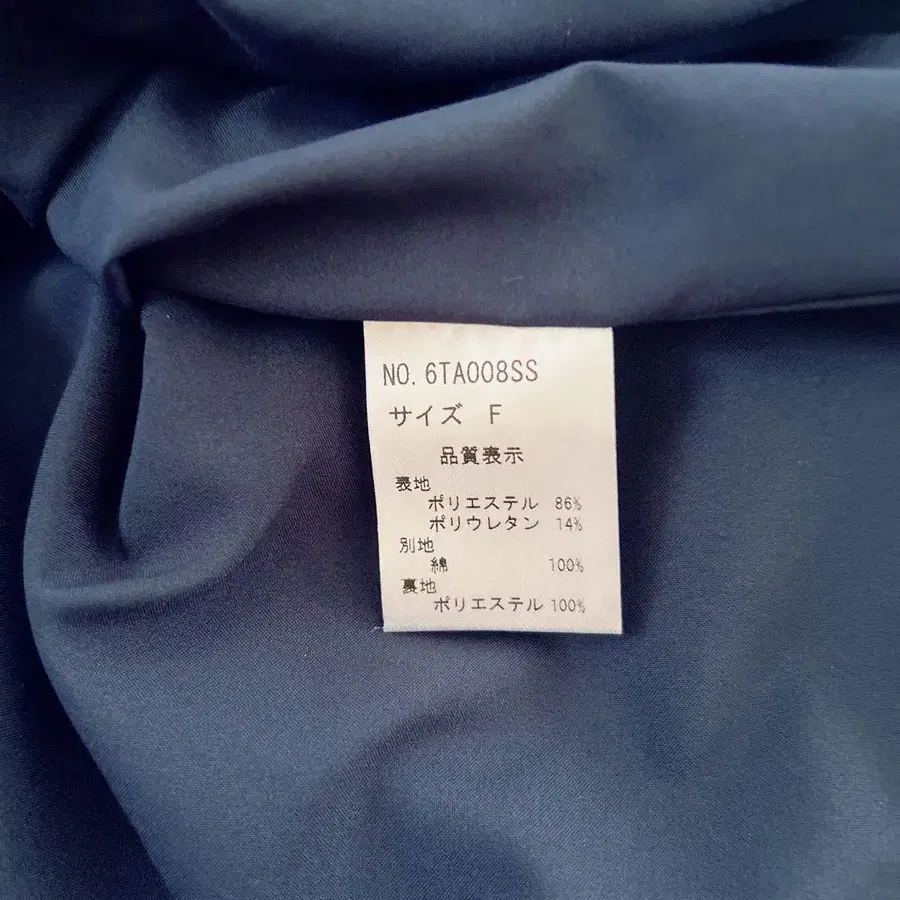 NO. 6TA008SS
サイズ F
品質表示
表地
ポリエステル 86%
ポリウレタン 14%
別地
綿 100%
裏地
ポリエステル 100%